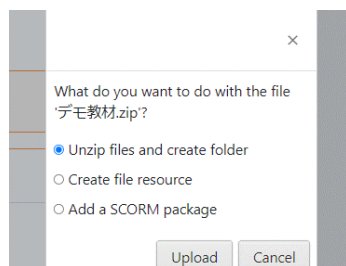 ×
What do you want to do with the file
'デモ教材.zip'?
Unzip files and create folder
Create file resource
Add a SCORM package
Upload Cancel